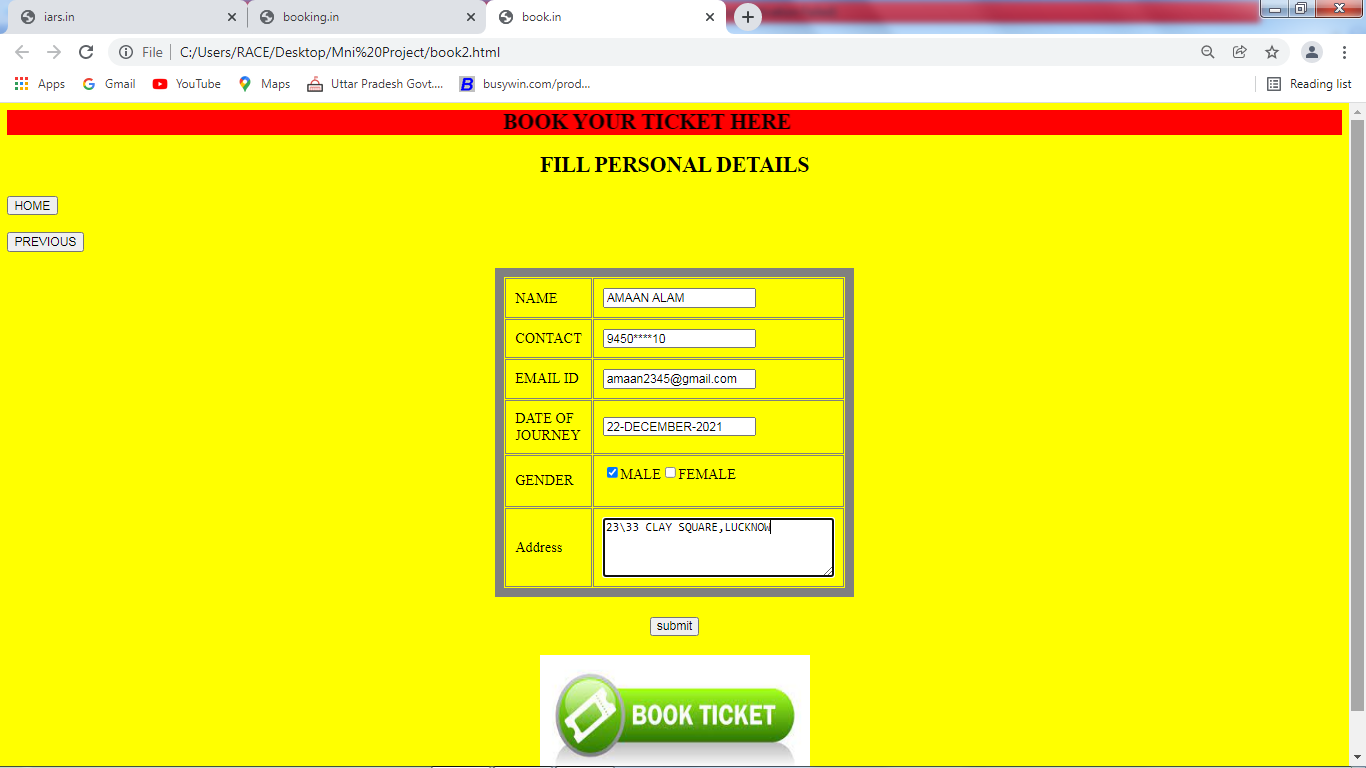 iars.in
booking.in
book.in
File
C:/Users/RACE/Desktop/Mni%20Project/book2.html
Apps
Gmail
YouTube
Maps
Uttar Pradesh Govt....
B
busywin.com/prod...
Reading list
BOOK YOUR TICKET HERE
FILL PERSONAL DETAILS
HOME
PREVIOUS
NAME
AMAAN ALAM
CONTACT
9450****10
EMAIL ID
amaan2345@gmail.com
DATE OF
JOURNEY
22-DECEMBER-2021
GENDER
MALE FEMALE
Address
23\33 CLAY SQUARE,LUCKNOW
submit
BOOK TICKET